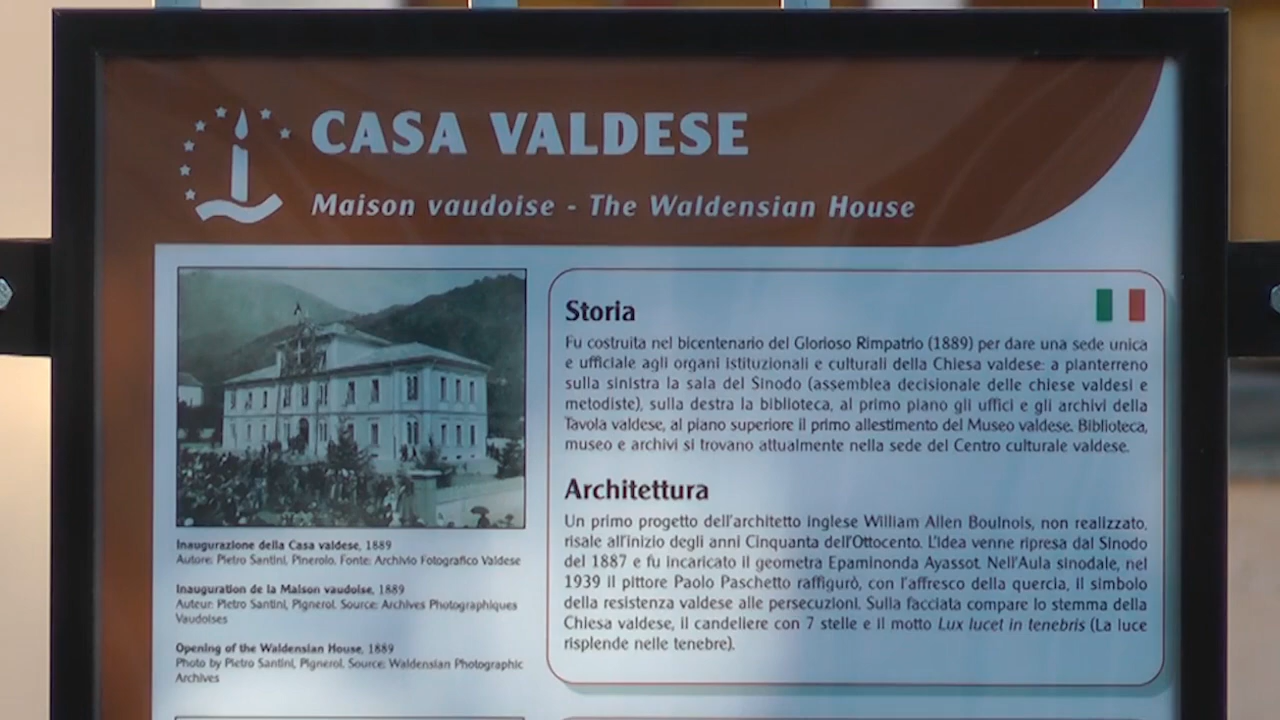 CASA VALDESE
Maison vaudoise - The Waldensian House
Inaugurazione della Casa valdese, 1889
Autore: Pietro Santini, Pinerolo. Fonte: Archivio Fotografico Valdese
Inauguration de la Maison vaudoise, 1889
Auteur: Pietro Santini, Pignerol. Source: Archives Photographiques
Vaudoises
Opening of the Waldensian House, 1889
Photo by Pietro Santini, Pignerol. Source: Waldensian Photographic
Archives
Storia
Fu costruita nel bicentenario del Glorioso Rimpatrio (1889) per dare una sede unica
e ufficiale agli organi istituzionali e culturali della Chiesa valdese: a pianterreno
sulla sinistra la sala del Sinodo (assemblea decisionale delle chiese valdesi e
metodiste), sulla destra la biblioteca, al primo piano gli uffici e gli archivi della
Tavola valdese, al piano superiore il primo allestimento del Museo valdese. Biblioteca,
museo e archivi si trovano attualmente nella sede del Centro culturale valdese.
Architettura
Un primo progetto dell'architetto inglese William Allen Boulnois, non realizzato,
risale all'inizio degli anni Cinquanta dell'Ottocento. L'idea venne ripresa dal Sinodo
del 1887 e fu incaricato il geometra Epaminonda Ayassot. Nell'Aula sinodale, nel
1939 il pittore Paolo Paschetto raffigurò, con l'affresco della quercia, il simbolo
della resistenza valdese alle persecuzioni. Sulla facciata compare lo stemma della
Chiesa valdese, il candeliere con 7 stelle e il motto Lux lucet in tenebris (La luce
risplende nelle tenebre).